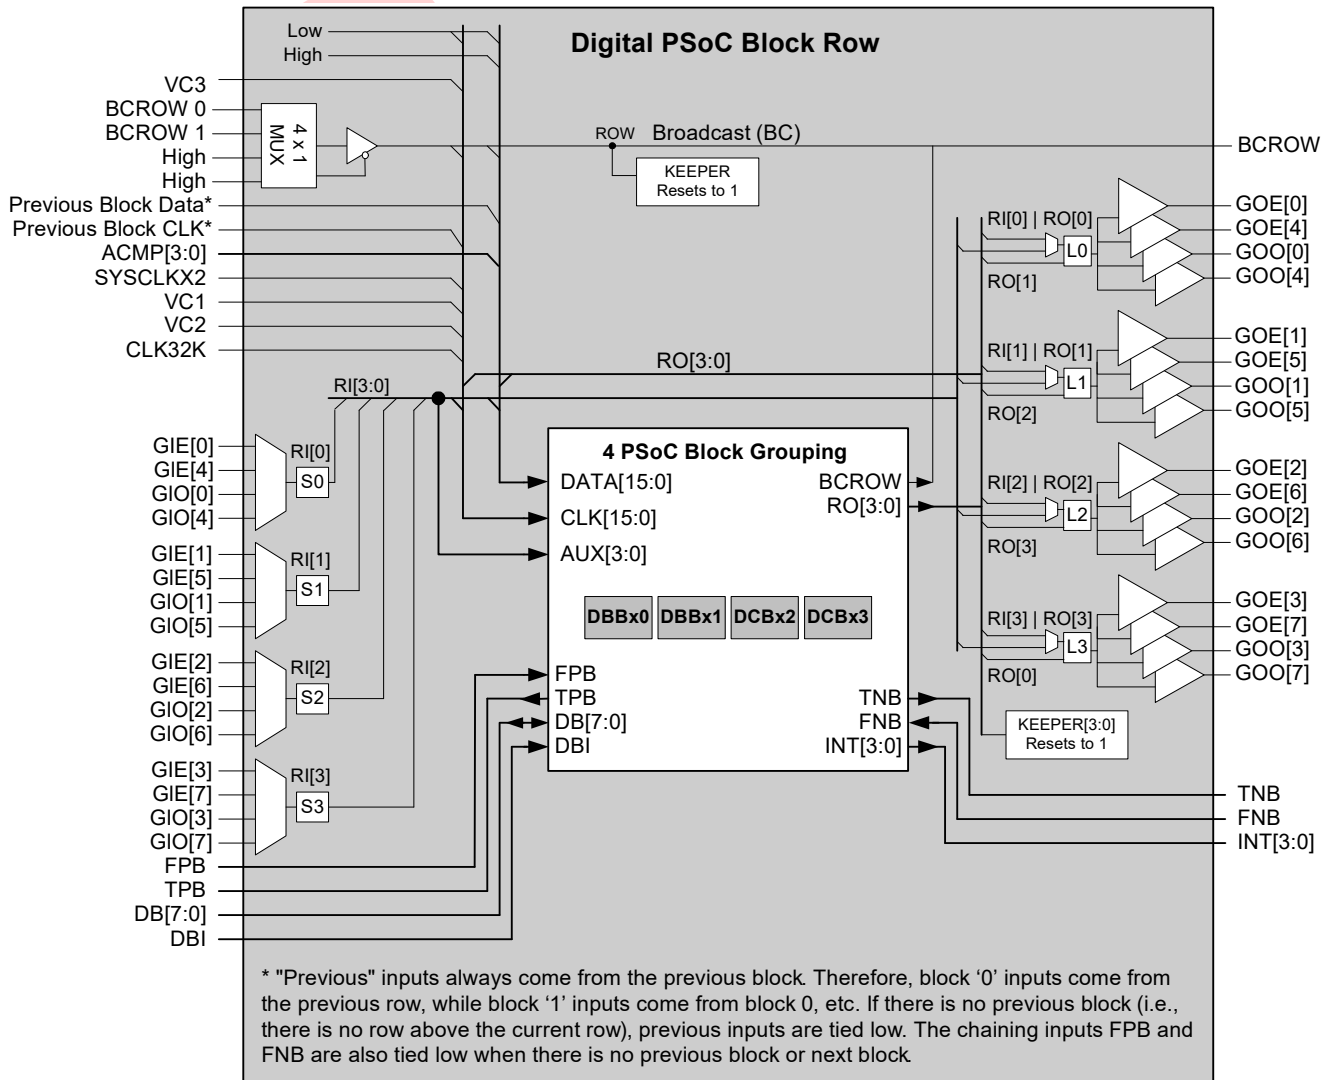 Digital PSoC Block Row
Low
High
VC3
BCROW 0
BCROW 1
High
High
4 x 1
MUX
ROW
Broadcast (BC)
KEEPER
Resets to 1
BCROW
Previous Block Data*
Previous Block CLK*
ACMP[3:0]
SYSCLKX2
VC1
VC2
CLK32K
RO[3:0]
RI[3:0]
RI[0] | RO[0]
L0
RO[1]
GOE[0]
GOE[4]
GOO[0]
GOO[4]
RI[1] | RO[1]
L1
RO[2]
GOE[1]
GOE[5]
GOO[1]
GOO[5]
RI[2] | RO[2]
L2
RO[3]
GOE[2]
GOE[6]
GOO[2]
GOO[6]
RI[3] | RO[3]
L3
RO[0]
GOE[3]
GOE[7]
GOO[3]
GOO[7]
KEEPER[3:0]
Resets to 1
GIE[0]
GIE[4]
GIO[0]
GIO[4]
RI[0]
S0
GIE[1]
GIE[5]
GIO[1]
GIO[5]
RI[1]
S1
GIE[2]
GIE[6]
GIO[2]
GIO[6]
RI[2]
S2
GIE[3]
GIE[7]
GIO[3]
GIO[7]
RI[3]
S3
4 PSoC Block Grouping
DATA[15:0]
CLK[15:0]
AUX[3:0]
BCROW
RO[3:0]
DBBx0
DBBx1
DCBx2
DCBx3
FPB
TPB
DB[7:0]
DBI
TNB
FNB
INT[3:0]
FPB
TPB
DB[7:0]
DBI
TNB
FNB
INT[3:0]
* "Previous" inputs always come from the previous block. Therefore, block ‘0’ inputs come from
the previous row, while block ‘1’ inputs come from block 0, etc. If there is no previous block (i.e.,
there is no row above the current row), previous inputs are tied low. The chaining inputs FPB and
FNB are also tied low when there is no previous block or next block.